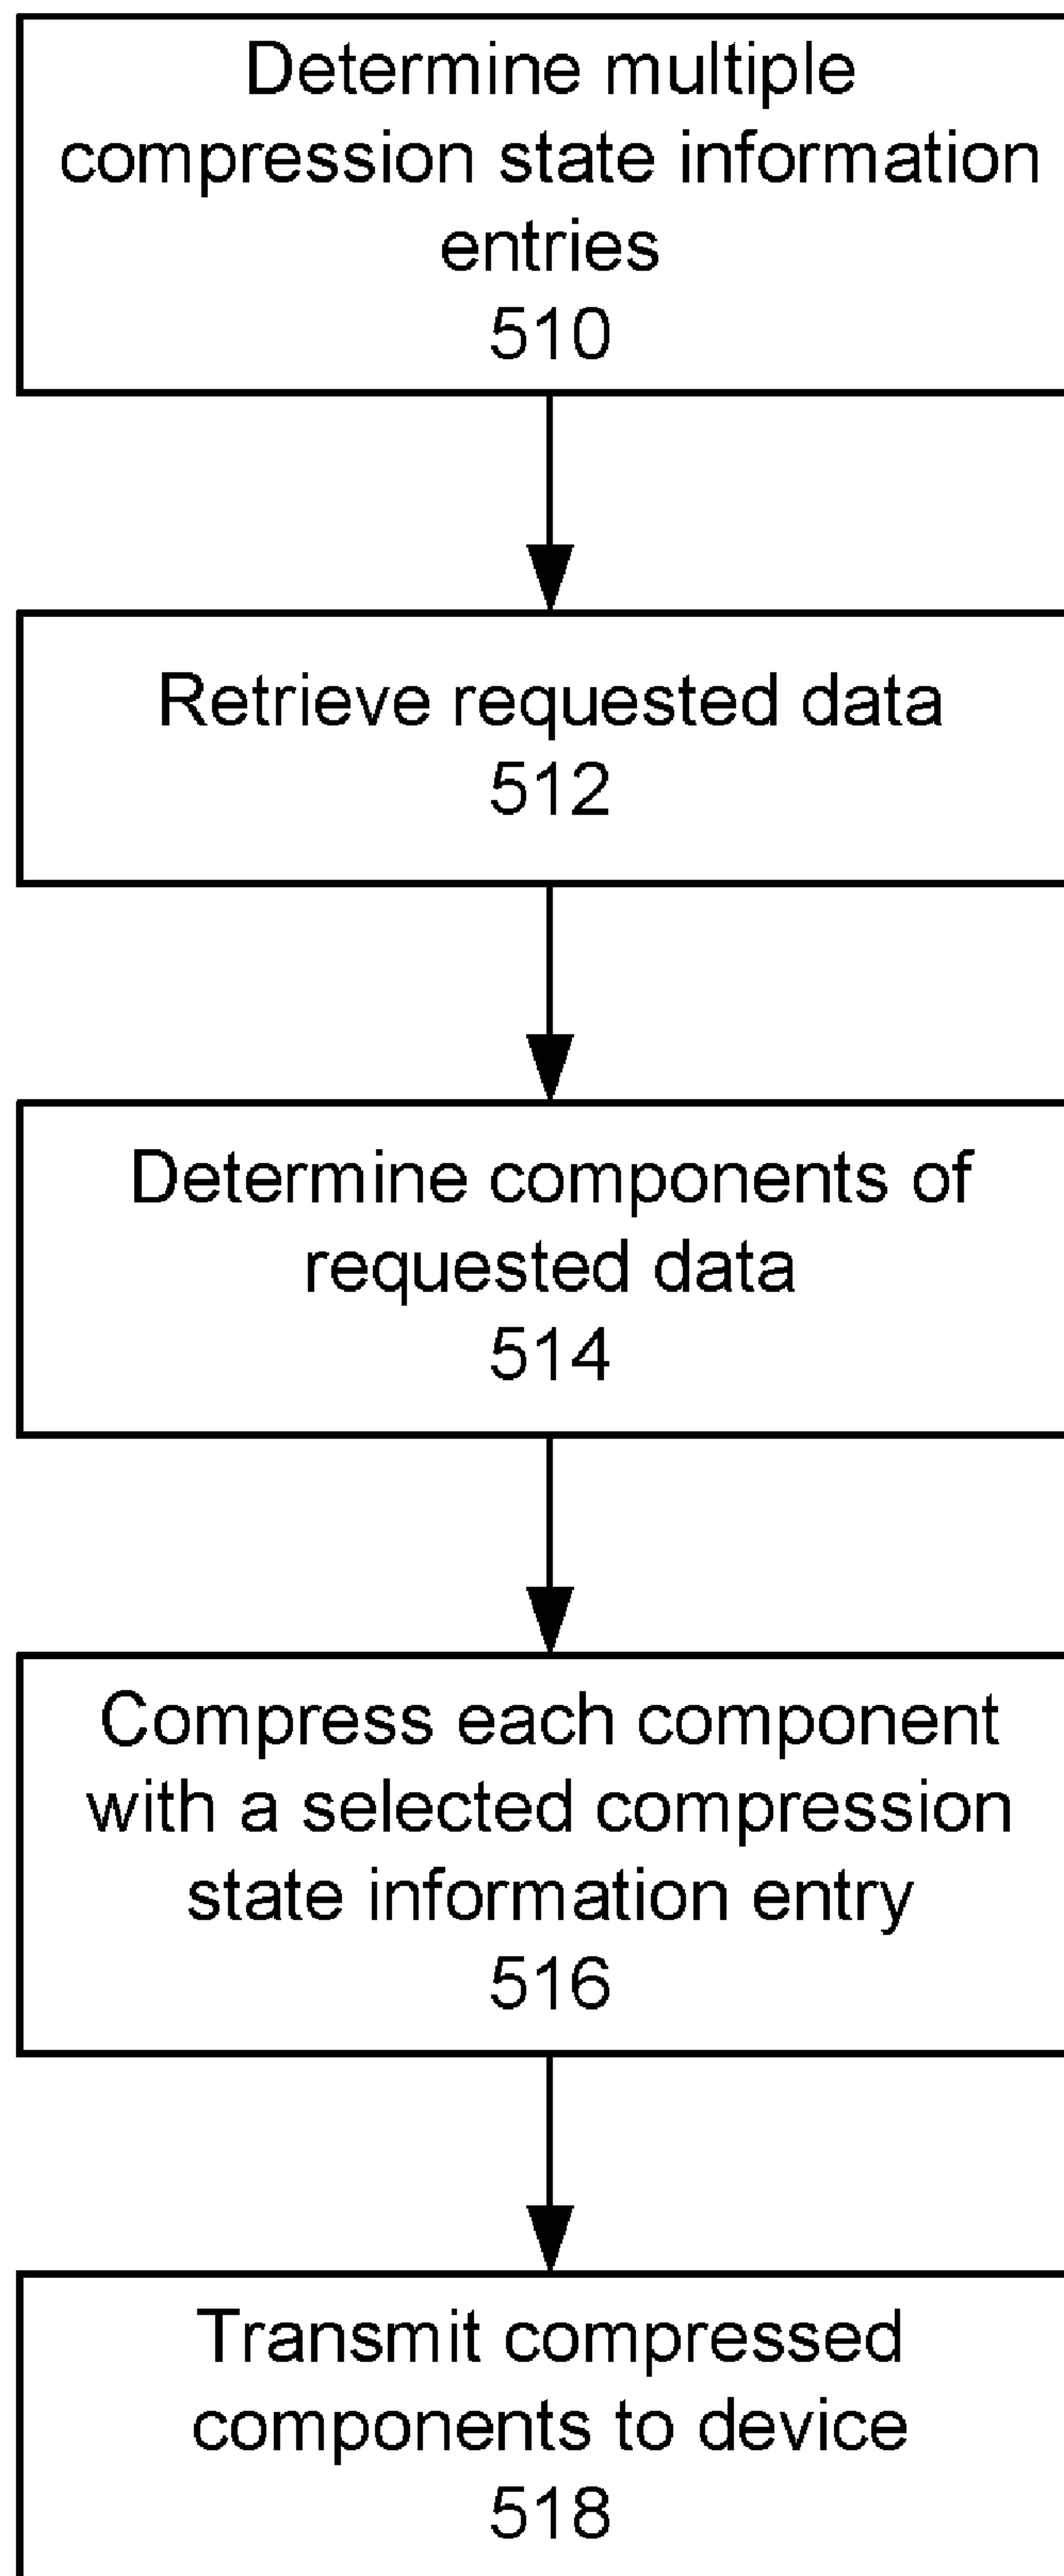 Determine multiple
compression state information
entries
510
Retrieve requested data
512
Determine components of
requested data
514
Compress each component
with a selected compression
state information entry
516
Transmit compressed
components to device
518